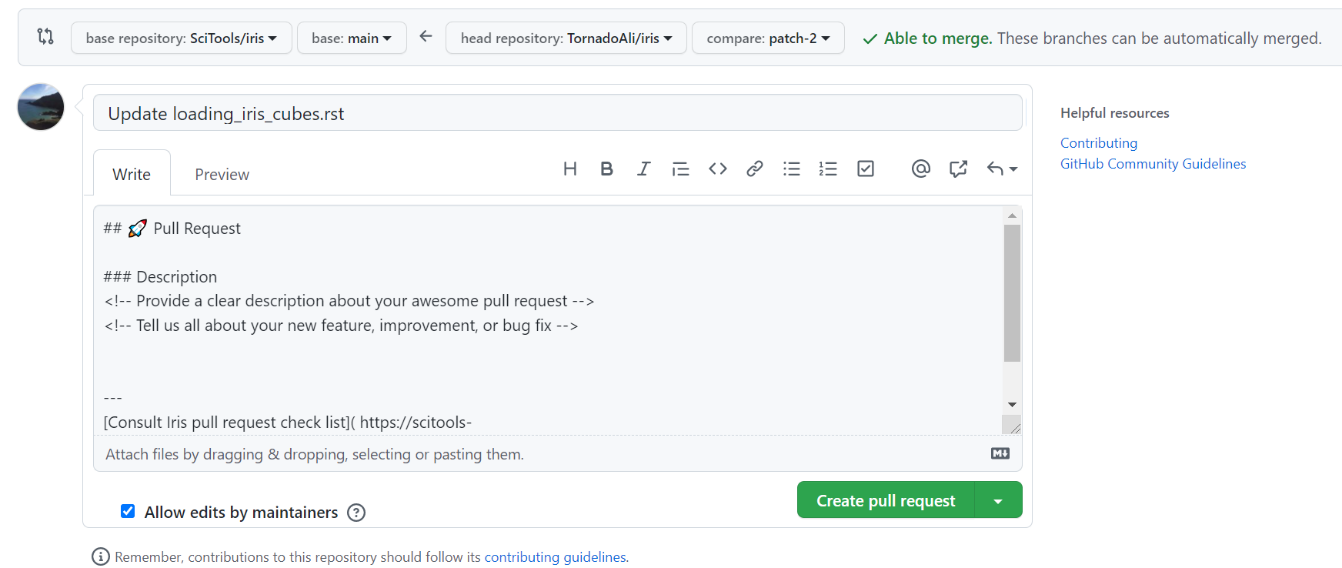 base repository: SciTools/iris base: main head repository: TornadoAli/iris compare: patch-2 Able to merge. These branches can be automatically merged.
Update loading_iris_cubes.rst
Helpful resources
Contributing
GitHub Community Guidelines
Write Preview
## 🚀 Pull Request
### Description
<!-- Provide a clear description about your awesome pull request -->
<!-- Tell us all about your new feature, improvement, or bug fix -->
---
[Consult Iris pull request check list]( https://scitools-
Attach files by dragging & dropping, selecting or pasting them.
Create pull request
Allow edits by maintainers
Remember, contributions to this repository should follow its contributing guidelines.